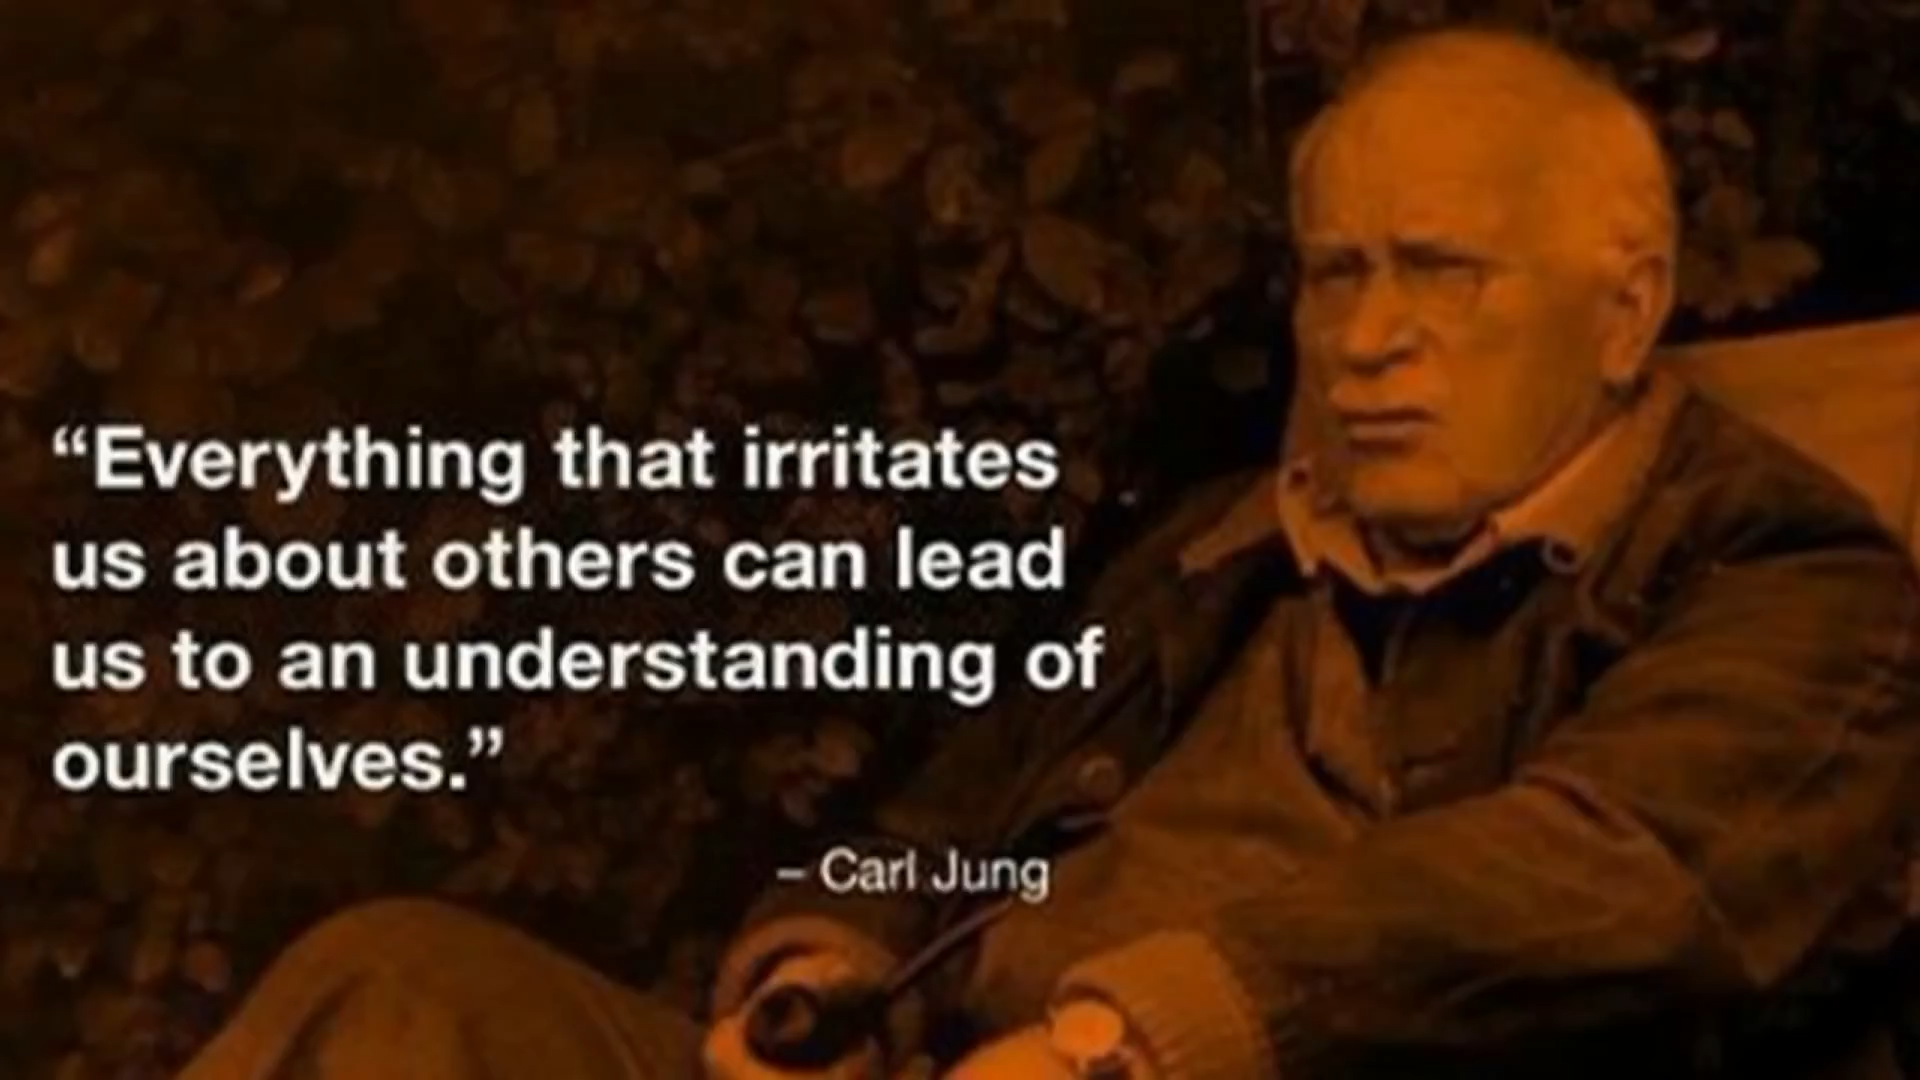 “Everything that irritates
us about others can lead
us to an understanding of
ourselves.”
– Carl Jung